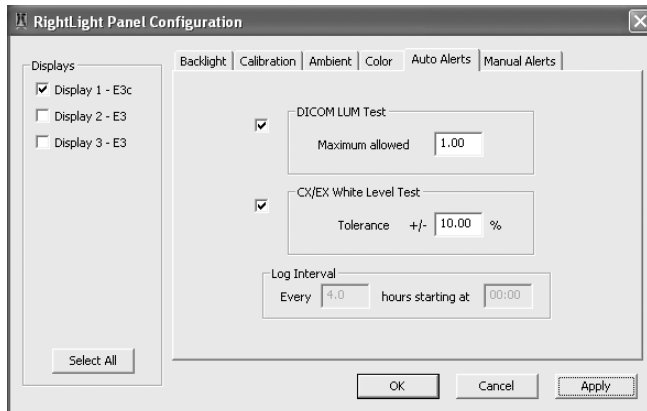 RightLight Panel Configuration
Displays
Display 1 - E3c
Display 2 - E3
Display 3 - E3
Select All
Backlight
Calibration
Ambient
Color
Auto Alerts
Manual Alerts
DICOM LUM Test
Maximum allowed 1.00
CX/EX White Level Test
Tolerance +/- 10.00 %
Log Interval
Every 4.0 hours starting at 00:00
OK
Cancel
Apply